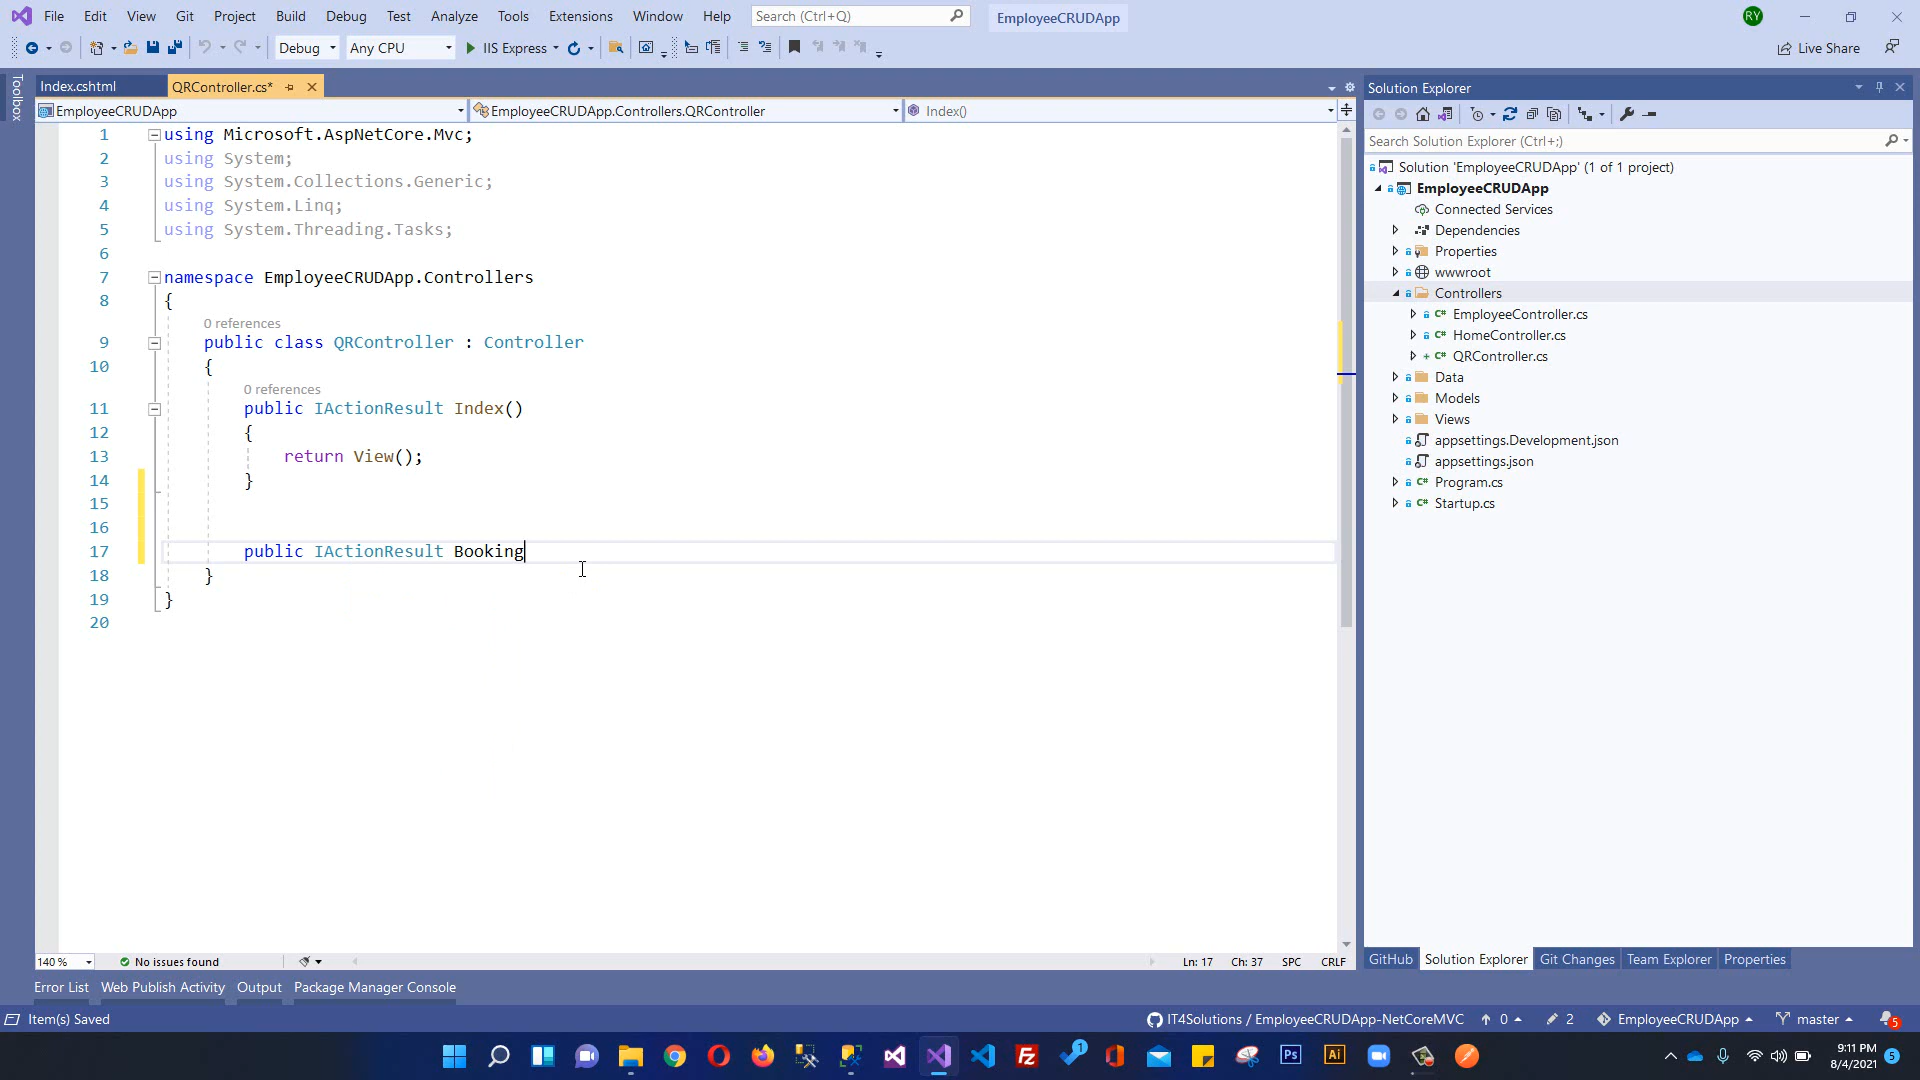 File Edit View Git Project Build Debug Test Analyze Tools Extensions Window Help Search (Ctrl+Q) EmployeeCRUDApp RY
Debug Any CPU IIS Express Live Share
Toolbox
Index.cshtml QRController.cs*
EmployeeCRUDApp EmployeeCRUDApp.Controllers.QRController Index()
1 using Microsoft.AspNetCore.Mvc;
2 using System;
3 using System.Collections.Generic;
4 using System.Linq;
5 using System.Threading.Tasks;
6
7 namespace EmployeeCRUDApp.Controllers
8 {
0 references
9 public class QRController : Controller
10 {
0 references
11 public IActionResult Index()
12 {
13 return View();
14 }
15
16
17 public IActionResult Booking
18 }
19 }
20
140 % No issues found Ln: 17 Ch: 37 SPC CRLF
Solution Explorer
Search Solution Explorer (Ctrl+;)
Solution 'EmployeeCRUDApp' (1 of 1 project)
EmployeeCRUDApp
Connected Services
Dependencies
Properties
wwwroot
Controllers
C# EmployeeController.cs
C# HomeController.cs
+ C# QRController.cs
Data
Models
Views
appsettings.Development.json
appsettings.json
C# Program.cs
C# Startup.cs
GitHub Solution Explorer Git Changes Team Explorer Properties
Error List Web Publish Activity Output Package Manager Console
Item(s) Saved IT4Solutions / EmployeeCRUDApp-NetCoreMVC 0 2 EmployeeCRUDApp master 5
Fz 1 Ps Ai 9:11 PM 5
8/4/2021